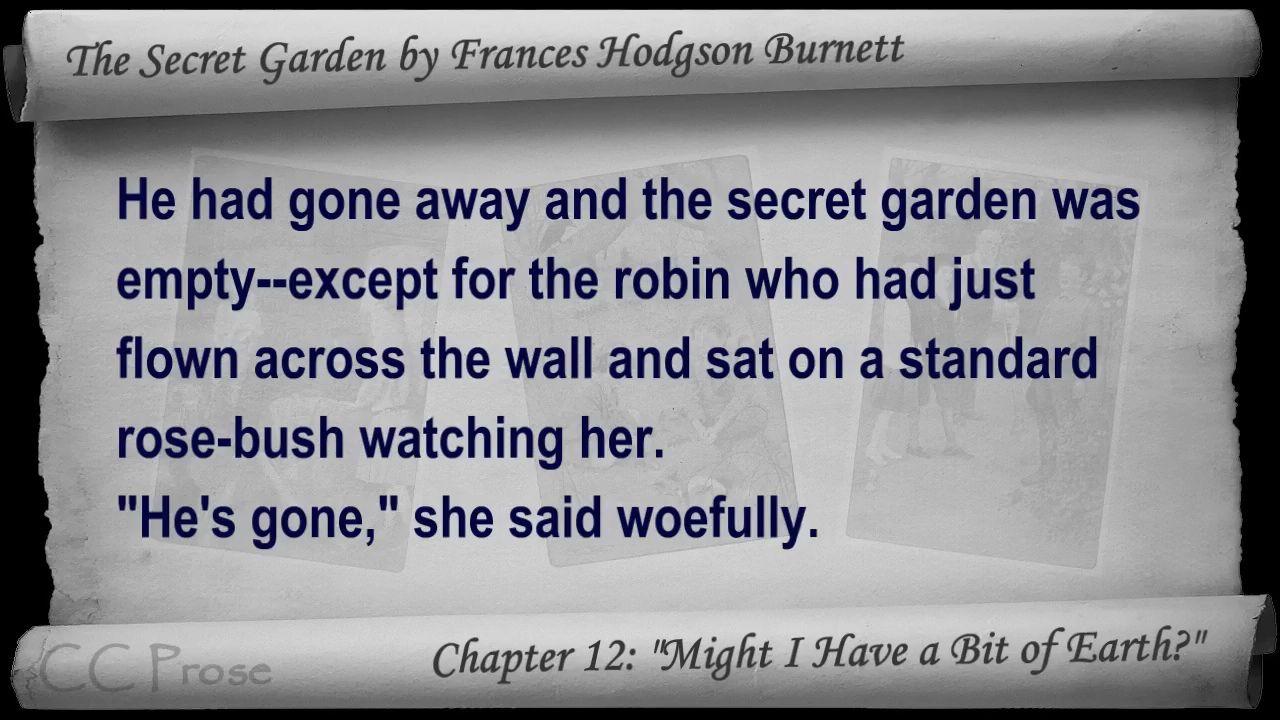 The Secret Garden by Frances Hodgson Burnett
He had gone away and the secret garden was
empty--except for the robin who had just
flown across the wall and sat on a standard
rose-bush watching her.
"He's gone," she said woefully.
CC Prose
Chapter 12: "Might I Have a Bit of Earth?"